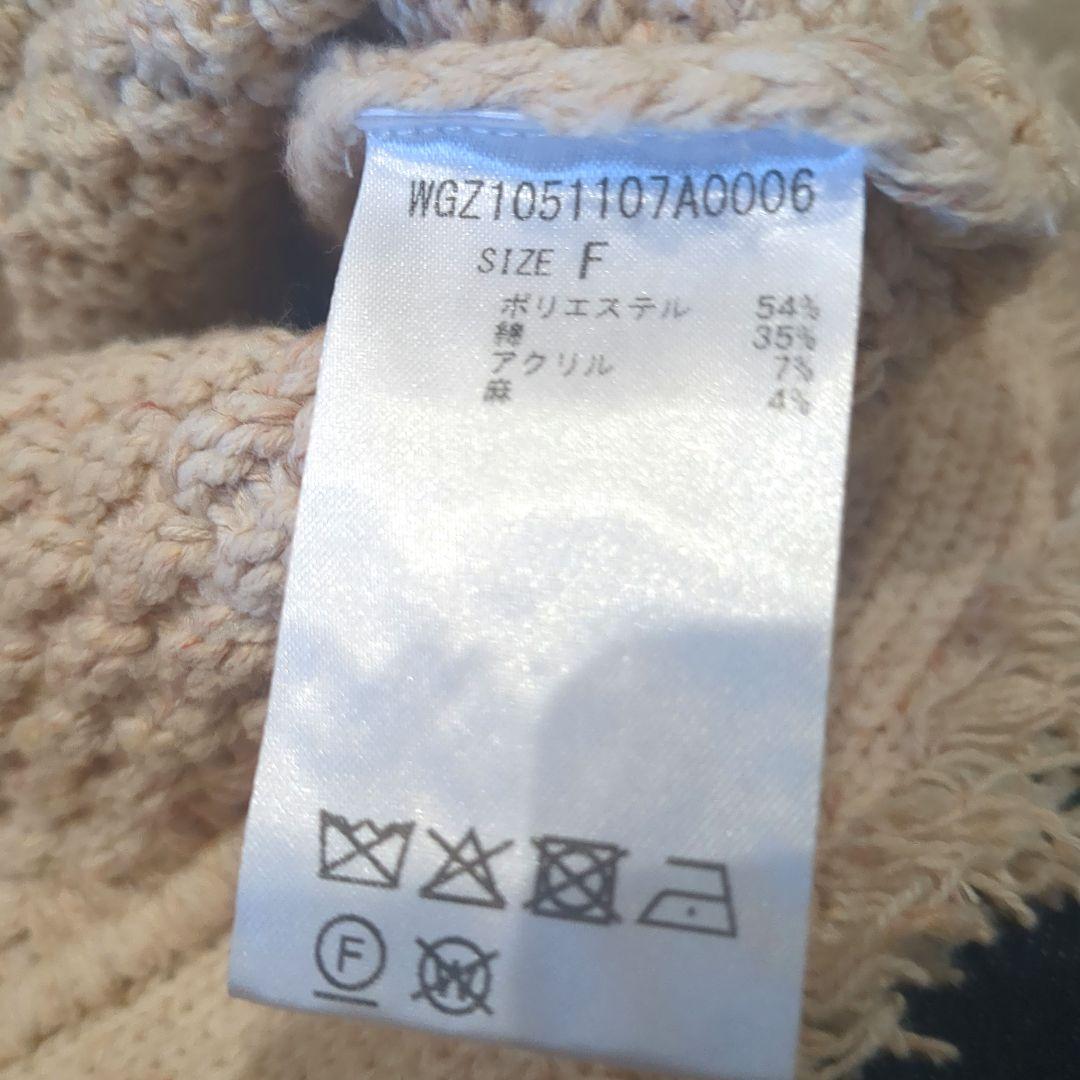 WGZ1051107A0006
SIZE F
ポリエステル 54%
綿 35%
アクリル 7%
麻 4%
F
W